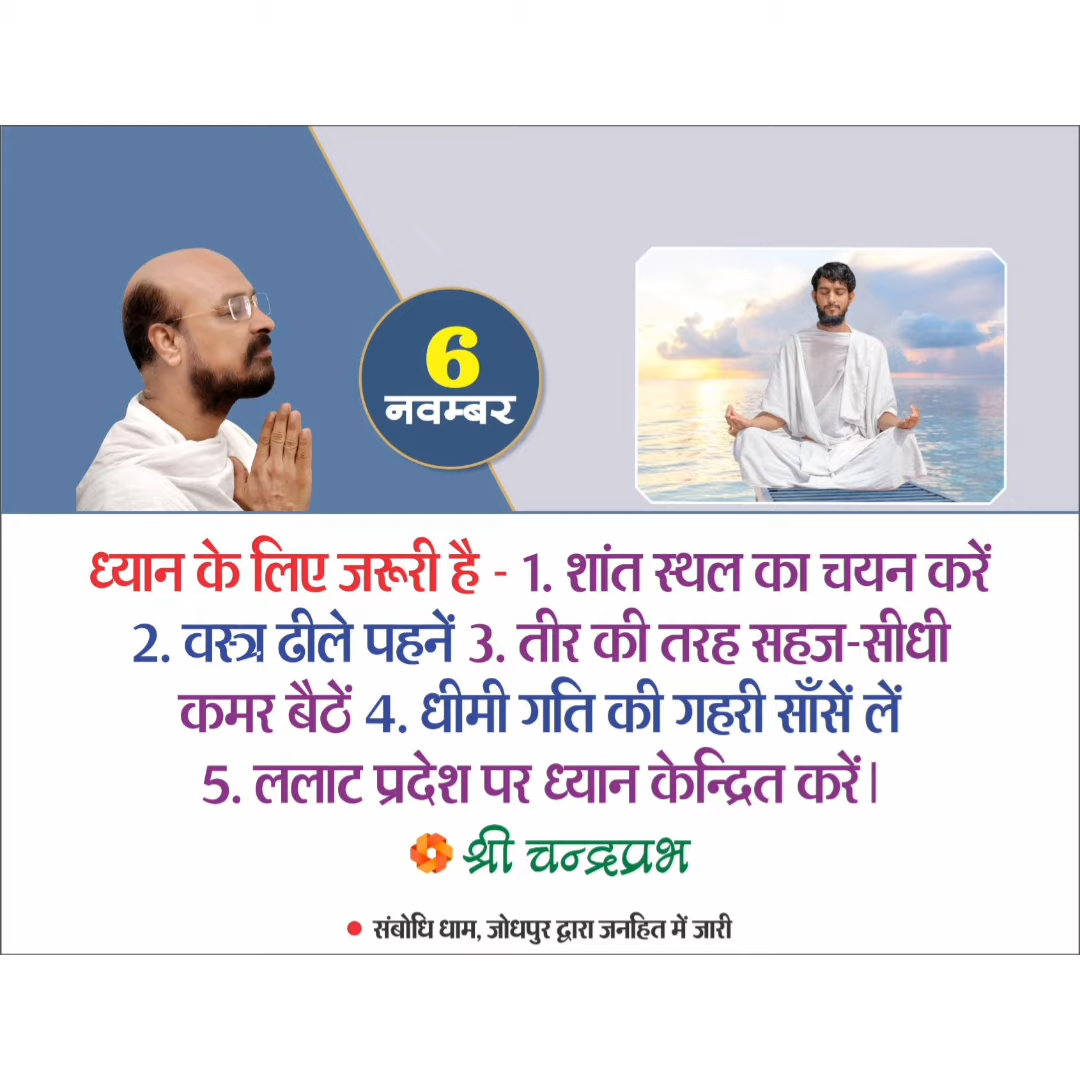 6
नवम्बर
ध्यान के लिए जरूरी है - 1. शांत स्थल का चयन करें
2. वस्त्र ढीले पहनें 3. तीर की तरह सहज-सीधी
कमर बैठें 4. धीमी गति की गहरी साँसें लें
5. ललाट प्रदेश पर ध्यान केन्द्रित करें।
श्री चन्द्रप्रभ
• संबोधि धाम, जोधपुर द्वारा जनहित में जारी